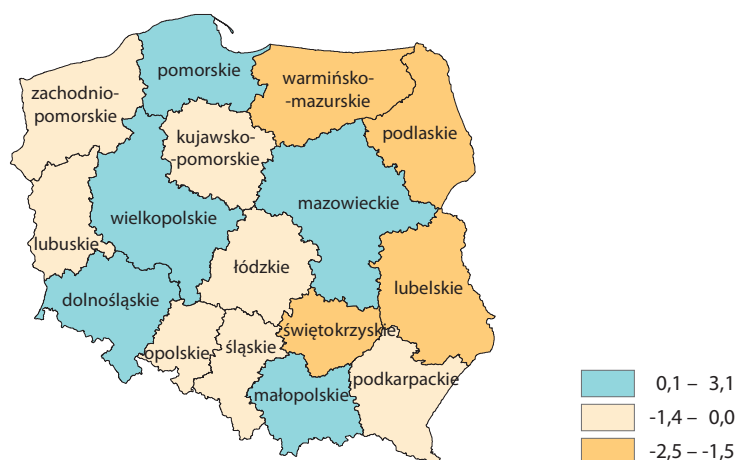 pomorskie
warmińsko-
-mazurskie
zachodnio-
pomorskie
podlaskie
kujawsko-
-pomorskie
mazowieckie
wielkopolskie
lubuskie
łódzkie
lubelskie
dolnośląskie
świętokrzyskie
opolskie
śląskie
podkarpackie
małopolskie
0,1 – 3,1
-1,4 – 0,0
-2,5 – -1,5